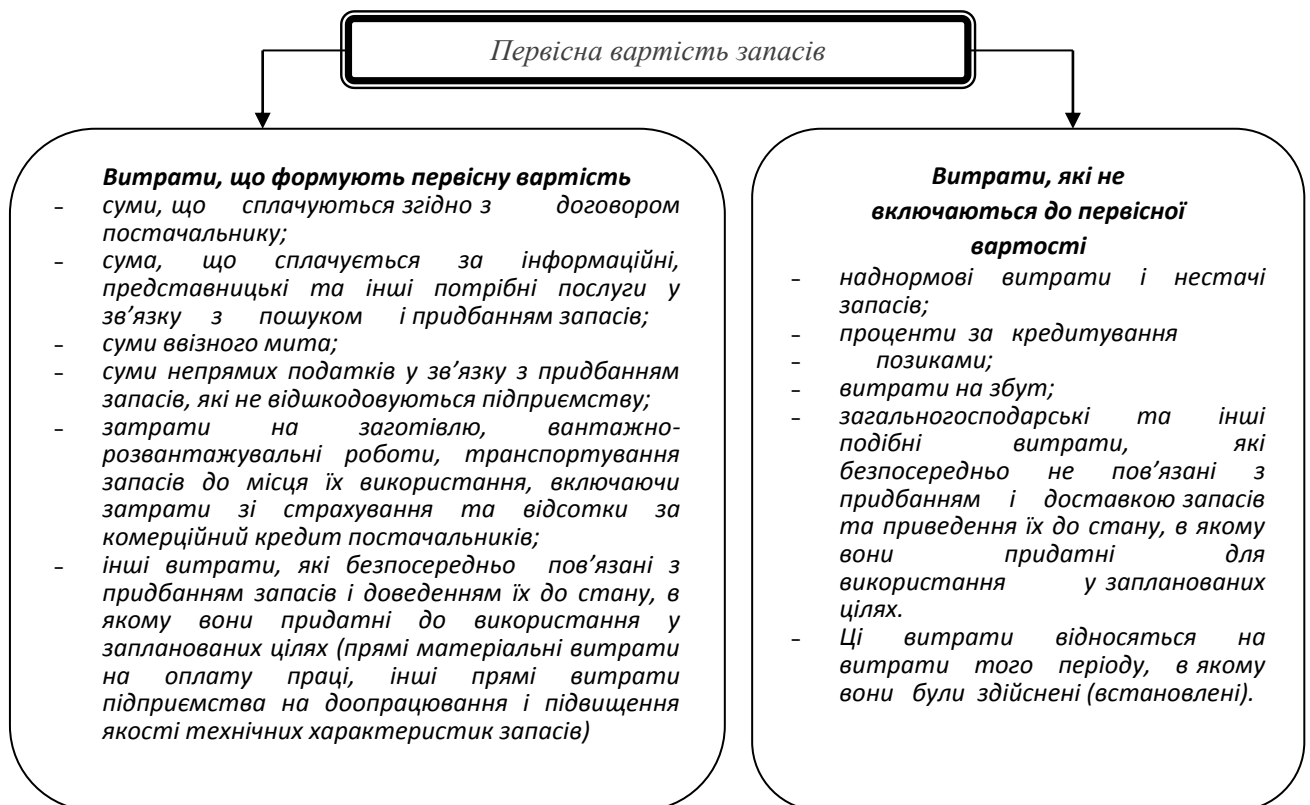 Первісна вартість запасів
Витрати, що формують первісну вартість
- суми, що сплачуються згідно з договором
постачальнику;
- сума, що сплачується за інформаційні,
представницькі та інші потрібні послуги у
зв’язку з пошуком і придбанням запасів;
- суми ввізного мита;
- суми непрямих податків у зв’язку з придбанням
запасів, які не відшкодовуються підприємству;
- затрати на заготівлю, вантажно-
розвантажувальні роботи, транспортування
запасів до місця їх використання, включаючи
затрати зі страхування та відсотки за
комерційний кредит постачальників;
- інші витрати, які безпосередньо пов’язані з
придбанням запасів і доведенням їх до стану, в
якому вони придатні до використання у
запланованих цілях (прямі матеріальні витрати
на оплату праці, інші прямі витрати
підприємства на доопрацювання і підвищення
якості технічних характеристик запасів)
Витрати, які не
включаються до первісної
вартості
- наднормові витрати і нестачі
запасів;
- проценти за кредитування
- позиками;
- витрати на збут;
- загальногосподарські та інші
подібні витрати, які
безпосередньо не пов’язані з
придбанням і доставкою запасів
та приведення їх до стану, в якому
вони придатні для
використання у запланованих
цілях.
- Ці витрати відносяться на
витрати того періоду, в якому
вони були здійснені (встановлені).